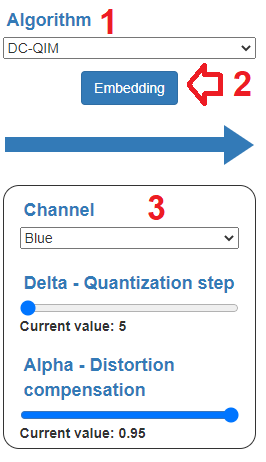 Algorithm 1
DC-QIM
Embedding 2
Channel 3
Blue
Delta - Quantization step
Current value: 5
Alpha - Distortion
compensation
Current value: 0.95